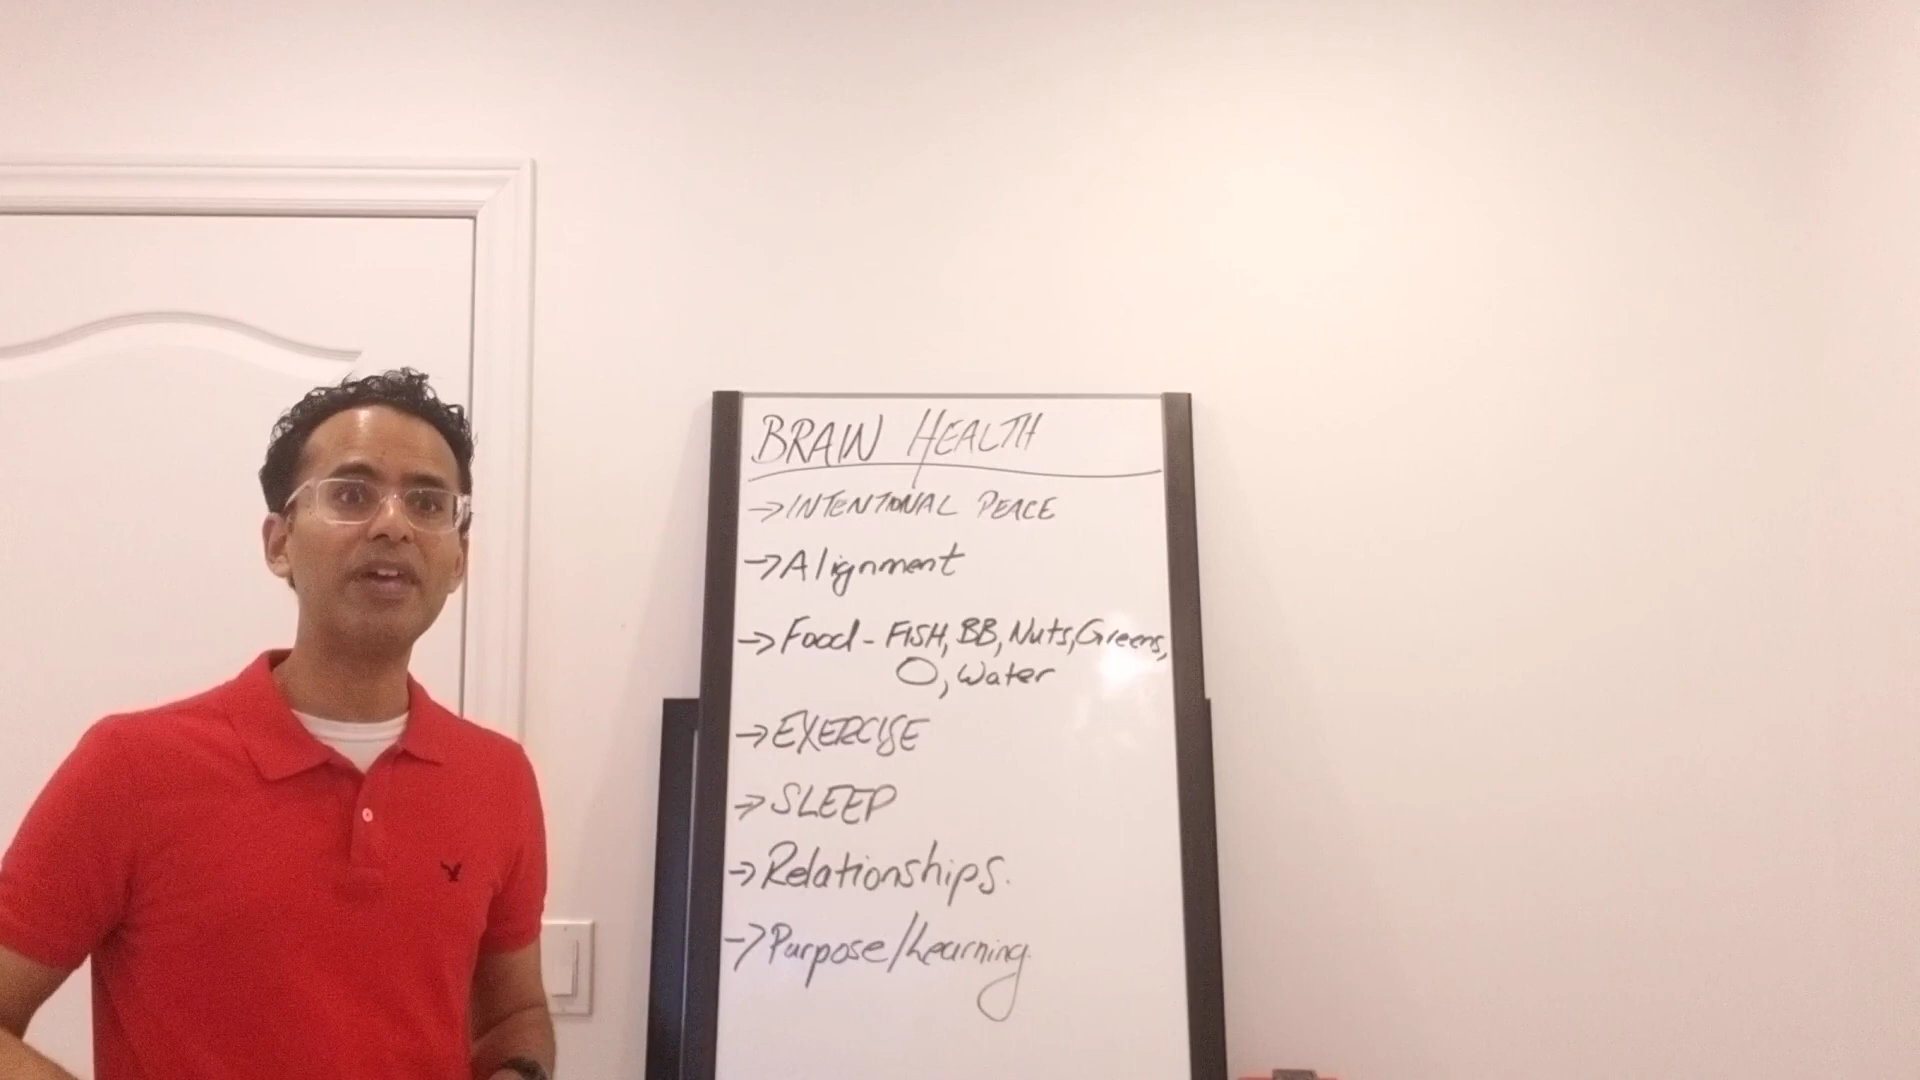 BRAIN HEALTH
→ INTENTIONAL PEACE
→ Alignment
→ Food - FISH, BB, Nuts, Greens,
O, Water
→ EXERCISE
→ SLEEP
→ Relationships.
→ Purpose/Learning.